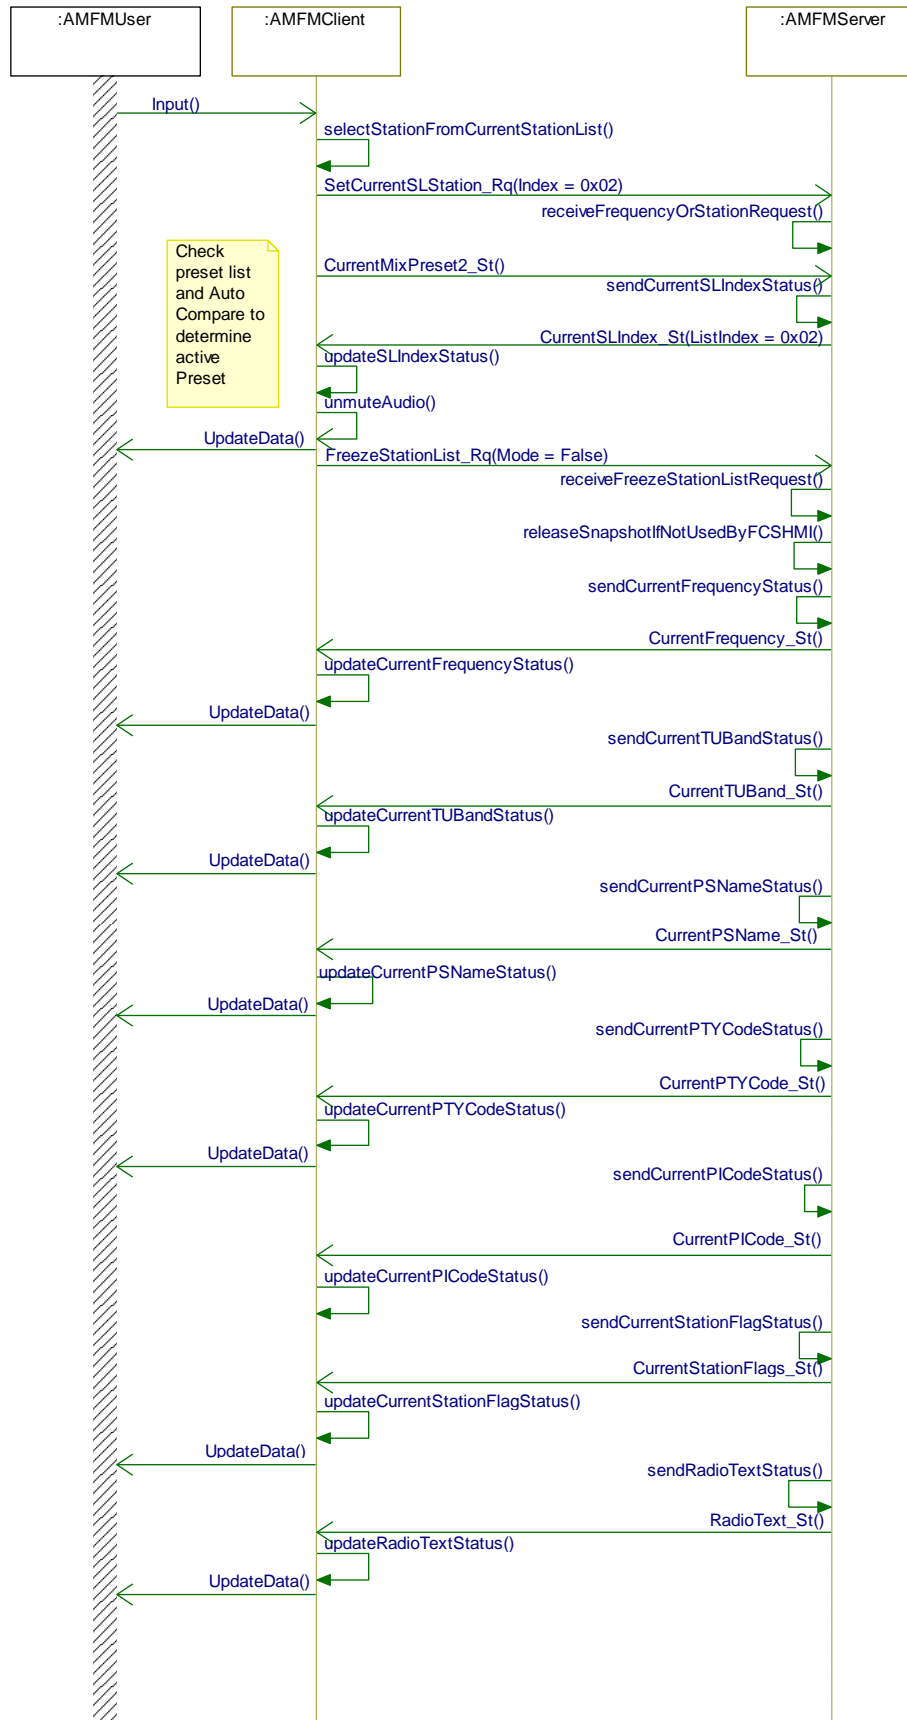 :AMFMUser
:AMFMClient
:AMFMServer
Input()
selectStationFromCurrentStationList()
SetCurrentSLStation_Rq(Index = 0x02)
receiveFrequencyOrStationRequest()
Check
preset list
and Auto
Compare to
determine
active
Preset
CurrentMixPreset2_St()
sendCurrentSLIndexStatus()
CurrentSLIndex_St(ListIndex = 0x02)
updateSLIndexStatus()
unmuteAudio()
UpdateData()
FreezeStationList_Rq(Mode = False)
receiveFreezeStationListRequest()
releaseSnapshotIfNotUsedByFCSHMI()
sendCurrentFrequencyStatus()
CurrentFrequency_St()
updateCurrentFrequencyStatus()
UpdateData()
sendCurrentTUBandStatus()
CurrentTUBand_St()
updateCurrentTUBandStatus()
UpdateData()
sendCurrentPSNameStatus()
CurrentPSName_St()
updateCurrentPSNameStatus()
UpdateData()
sendCurrentPTYCodeStatus()
CurrentPTYCode_St()
updateCurrentPTYCodeStatus()
UpdateData()
sendCurrentPICodeStatus()
CurrentPICode_St()
updateCurrentPICodeStatus()
sendCurrentStationFlagStatus()
CurrentStationFlags_St()
updateCurrentStationFlagStatus()
UpdateData()
sendRadioTextStatus()
RadioText_St()
updateRadioTextStatus()
UpdateData()